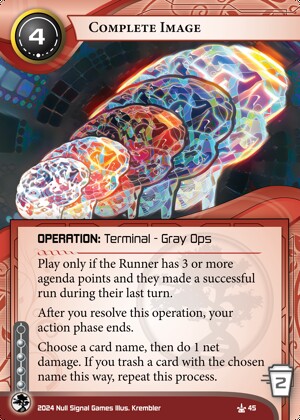 4
COMPLETE IMAGE
OPERATION: Terminal - Gray Ops
Play only if the Runner has 3 or more
agenda points and they made a successful
run during their last turn.
After you resolve this operation, your
action phase ends.
Choose a card name, then do 1 net
damage. If you trash a card with the chosen
name this way, repeat this process.
2
2024 Null Signal Games Illus. Krembler
45